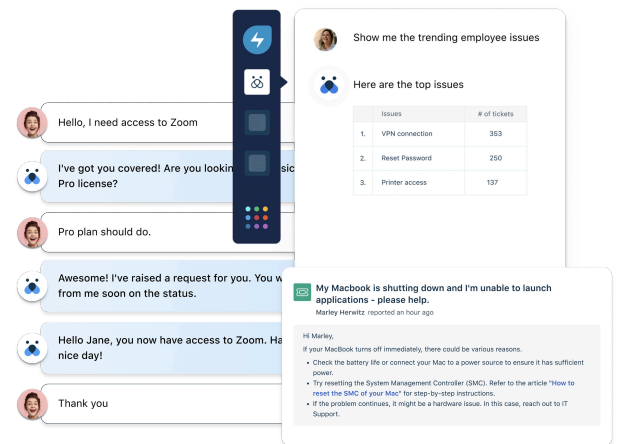 Hello, I need access to Zoom
I've got you covered! Are you
Pro license?
Pro plan should do.
Awesome! I've raised a request for you. You
from me soon on the status.
Hello Jane, you now have access to Zoom.
nice day!
Thank you
Show me the trending employee issues
Here are the top issues
Issues # of tickets
1. VPN connection 353
2. Reset Password 250
3. Printer access 137
My Macbook is shutting down and I'm unable to launch
applications - please help.
Marley Herwitz reported an hour ago
Hi Marley,
If your MacBook turns off immediately, there could be various reasons.
• Check the battery life or connect your Mac to a power source to ensure it has sufficient
power.
• Try resetting the System Management Controller (SMC). Refer to the article "How to
reset the SMC of your Mac" for step-by-step instructions.
• If the problem continues, it might be a hardware issue. In this case, reach out to IT
Support.